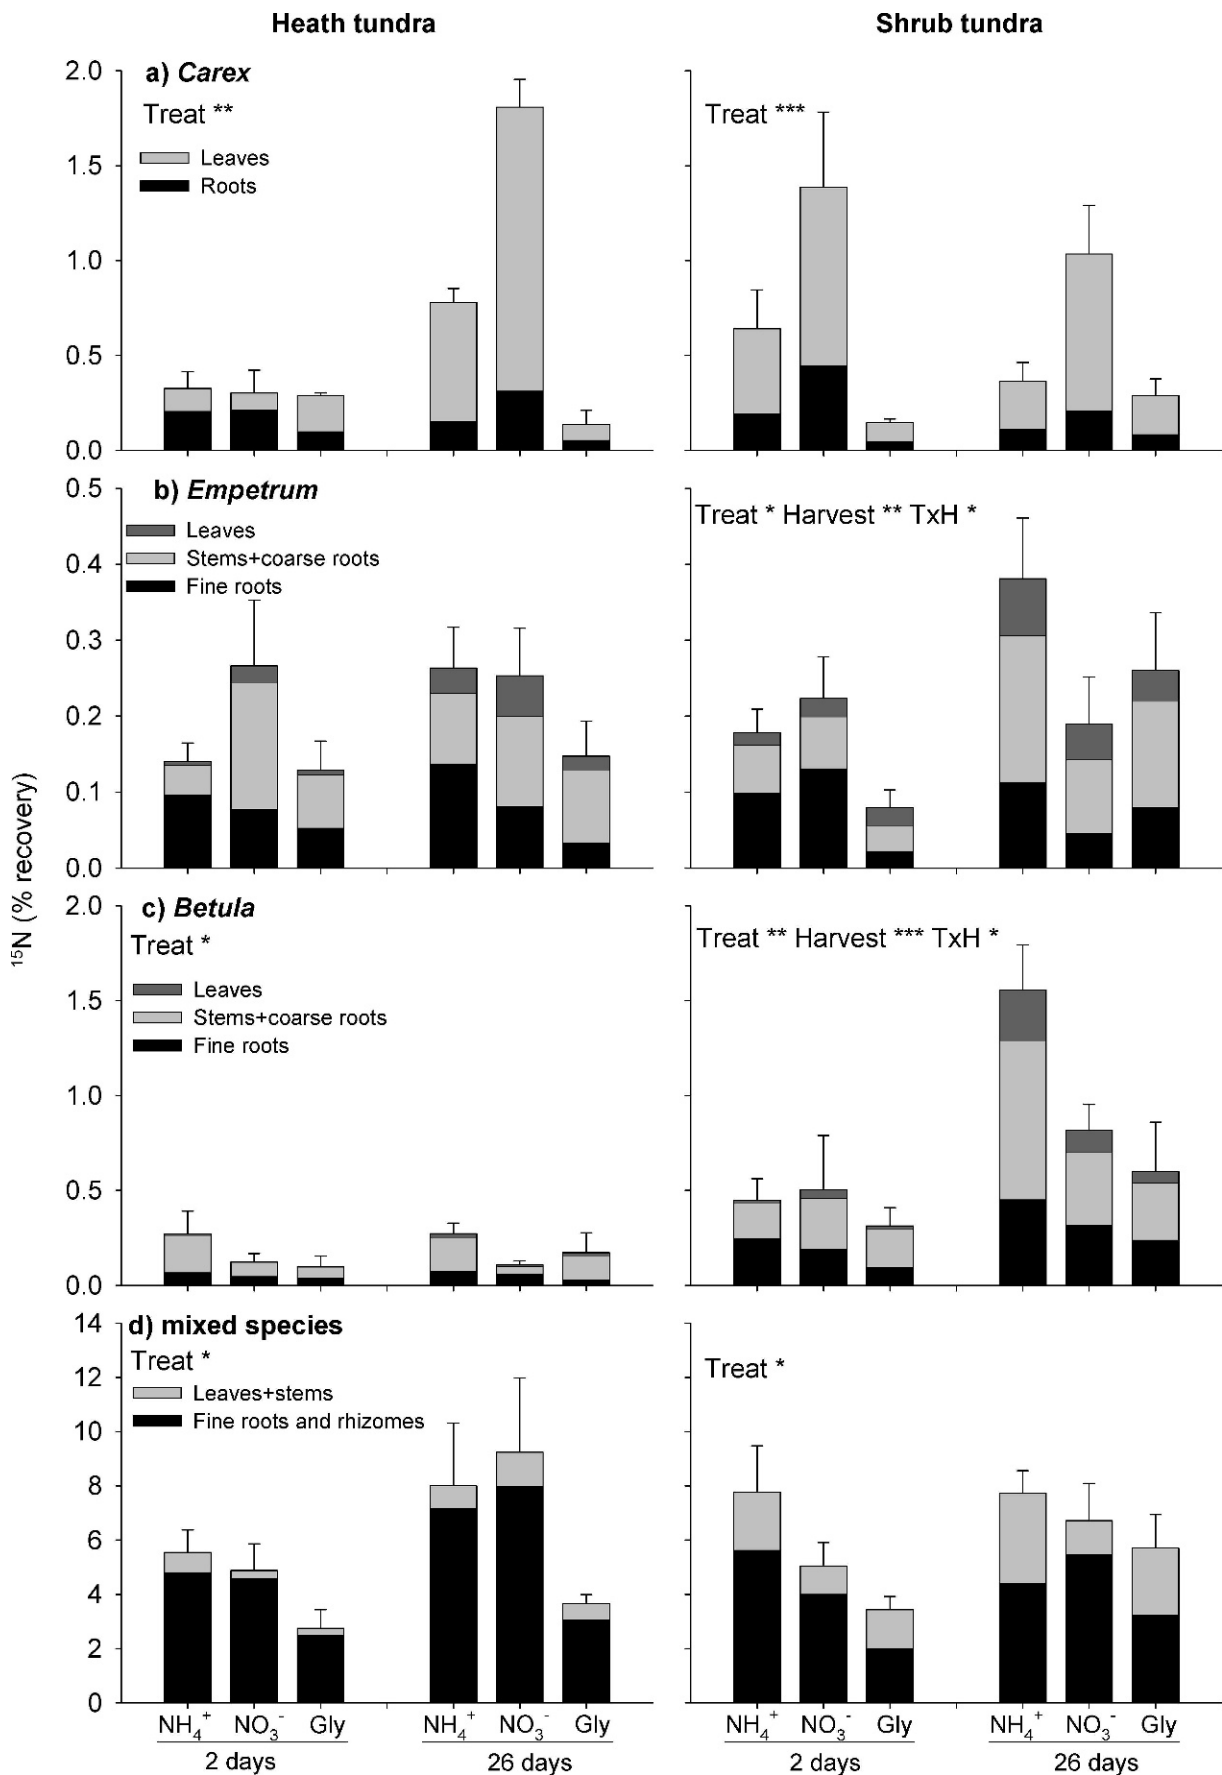 Heath tundra
Shrub tundra
a) Carex
Treat **
Leaves
Roots
2.0
1.5
1.0
0.5
0.0
Treat ***
b) Empetrum
Leaves
Stems+coarse roots
Fine roots
0.5
0.4
0.3
0.2
0.1
0.0
Treat * Harvest ** TxH *
¹⁵N (% recovery)
c) Betula
Treat *
Leaves
Stems+coarse roots
Fine roots
2.0
1.5
1.0
0.5
0.0
Treat ** Harvest *** TxH *
d) mixed species
Treat *
Leaves+stems
Fine roots and rhizomes
14
12
10
8
6
4
2
0
Treat *
NH₄⁺ NO₃⁻ Gly NH₄⁺ NO₃⁻ Gly
2 days 26 days
NH₄⁺ NO₃⁻ Gly NH₄⁺ NO₃⁻ Gly
2 days 26 days